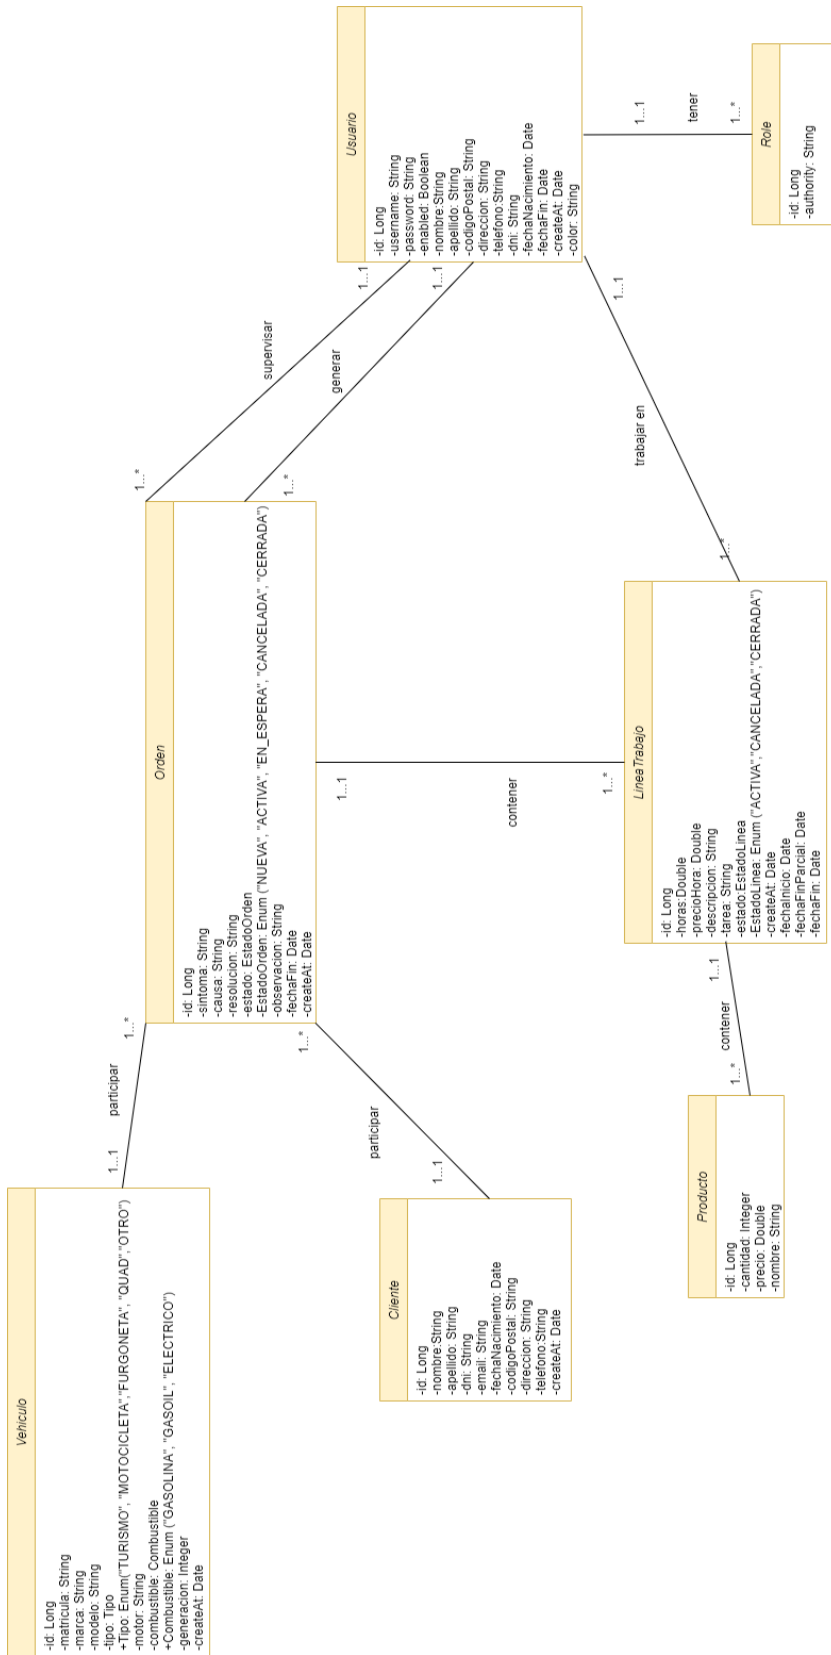 Vehiculo
-id: Long
-matricula: String
-marca: String
-modelo: String
-tipo: Tipo
+Tipo: Enum("TURISMO", "MOTOCICLETA","FURGONETA", "QUAD","OTRO")
-motor: String
-combustible: Combustible
+Combustible: Enum ("GASOLINA", "GASOIL", "ELECTRICO")
-generacion: Integer
-createAt: Date
1...1
participar
1...*
Orden
-id: Long
-sintoma: String
-causa: String
-resolucion: String
-estado: EstadoOrden
-EstadoOrden: Enum ("NUEVA", "ACTIVA", "EN_ESPERA", "CANCELADA", "CERRADA")
-observacion: String
-fechaFin: Date
-createAt: Date
1...*
supervisar
1...1
1...*
generar
1...1
Usuario
-id: Long
-username: String
-password: String
-enabled: Boolean
-nombre:String
-apellido: String
-codigoPostal: String
-direccion: String
-telefono:String
-dni: String
-fechaNacimiento: Date
-fechaFin: Date
-createAt: Date
-color: String
Cliente
-id: Long
-nombre:String
-apellido: String
-dni: String
-email: String
-fechaNacimiento: Date
-codigoPostal: String
-direccion: String
-telefono:String
-createAt: Date
1...1
participar
1...*
1...1
contener
1...*
1...1
trabajar en
1...*
1...1
tener
1...*
LineaTrabajo
-id: Long
-horas:Double
-precioHora: Double
-descripcion: String
-tarea: String
-estado:EstadoLinea
-EstadoLinea: Enum ("ACTIVA","CANCELADA","CERRADA")
-createAt: Date
-fechaInicio: Date
-fechaFinParcial: Date
-fechaFin: Date
1...*
contener
1...1
Producto
-id: Long
-cantidad: Integer
-precio: Double
-nombre: String
Role
-id: Long
-authority: String